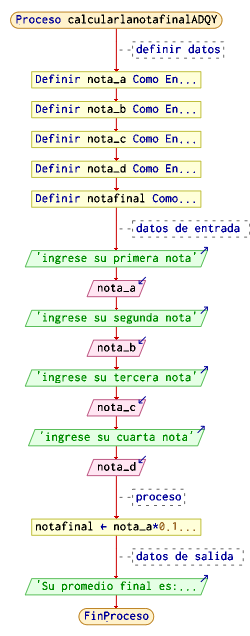 Proceso calcularlanotafinalADQY
definir datos
Definir nota_a Como En...
Definir nota_b Como En...
Definir nota_c Como En...
Definir nota_d Como En...
Definir notafinal Como...
datos de entrada
'ingrese su primera nota'
nota_a
'ingrese su segunda nota'
nota_b
'ingrese su tercera nota'
nota_c
'ingrese su cuarta nota'
nota_d
proceso
notafinal ← nota_a*0.1...
datos de salida
'Su promedio final es:...
FinProceso